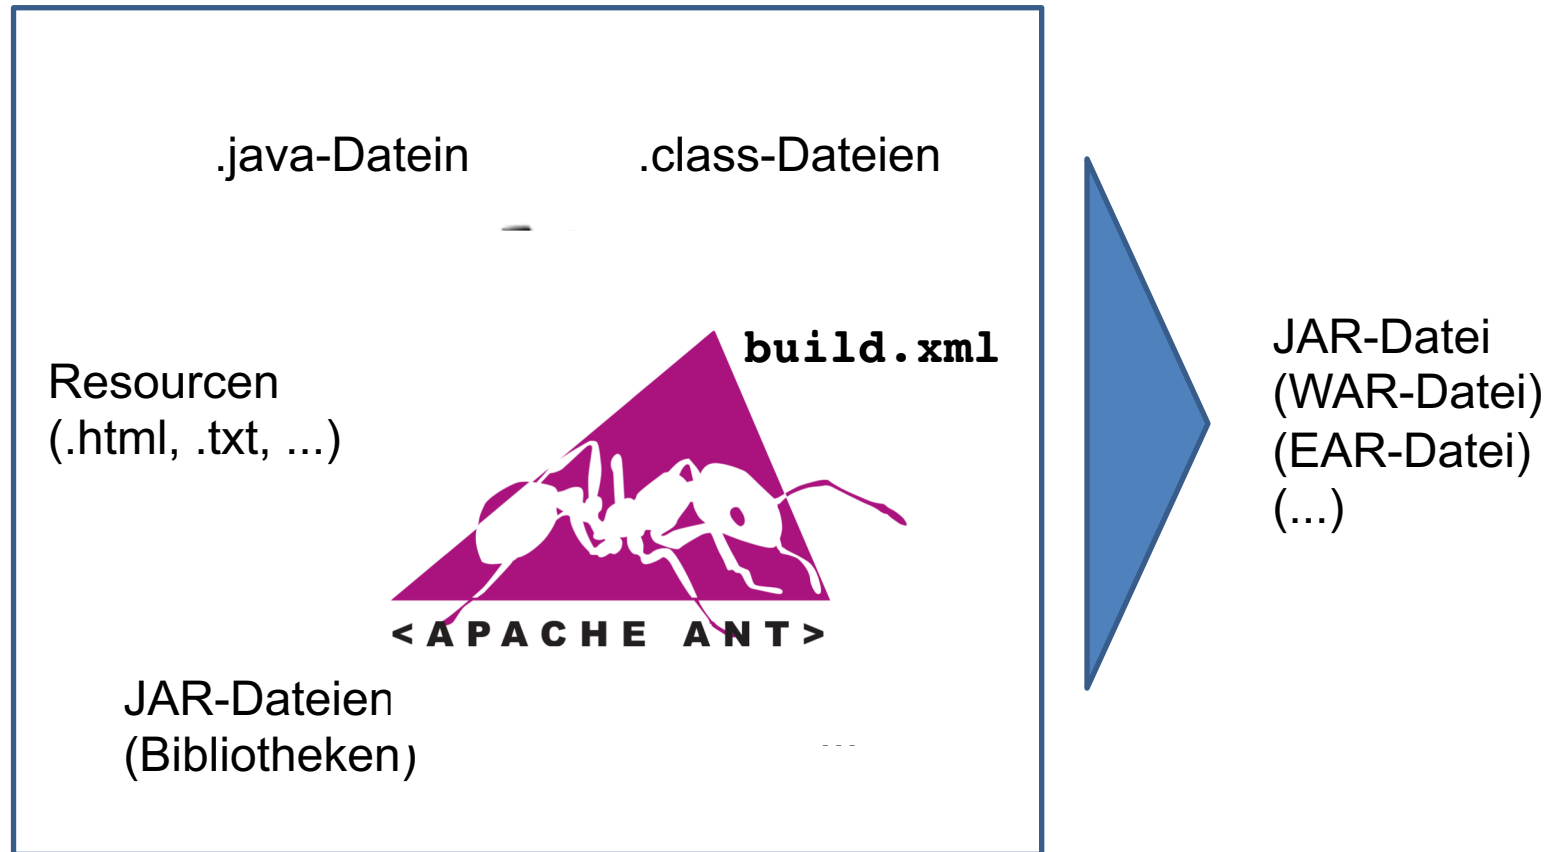 .java-Datein
.class-Dateien
build.xml
Resourcen
(.html, .txt, ...)
<APACHE ANT>
JAR-Dateien
(Bibliotheken)
...
JAR-Datei
(WAR-Datei)
(EAR-Datei)
(...)